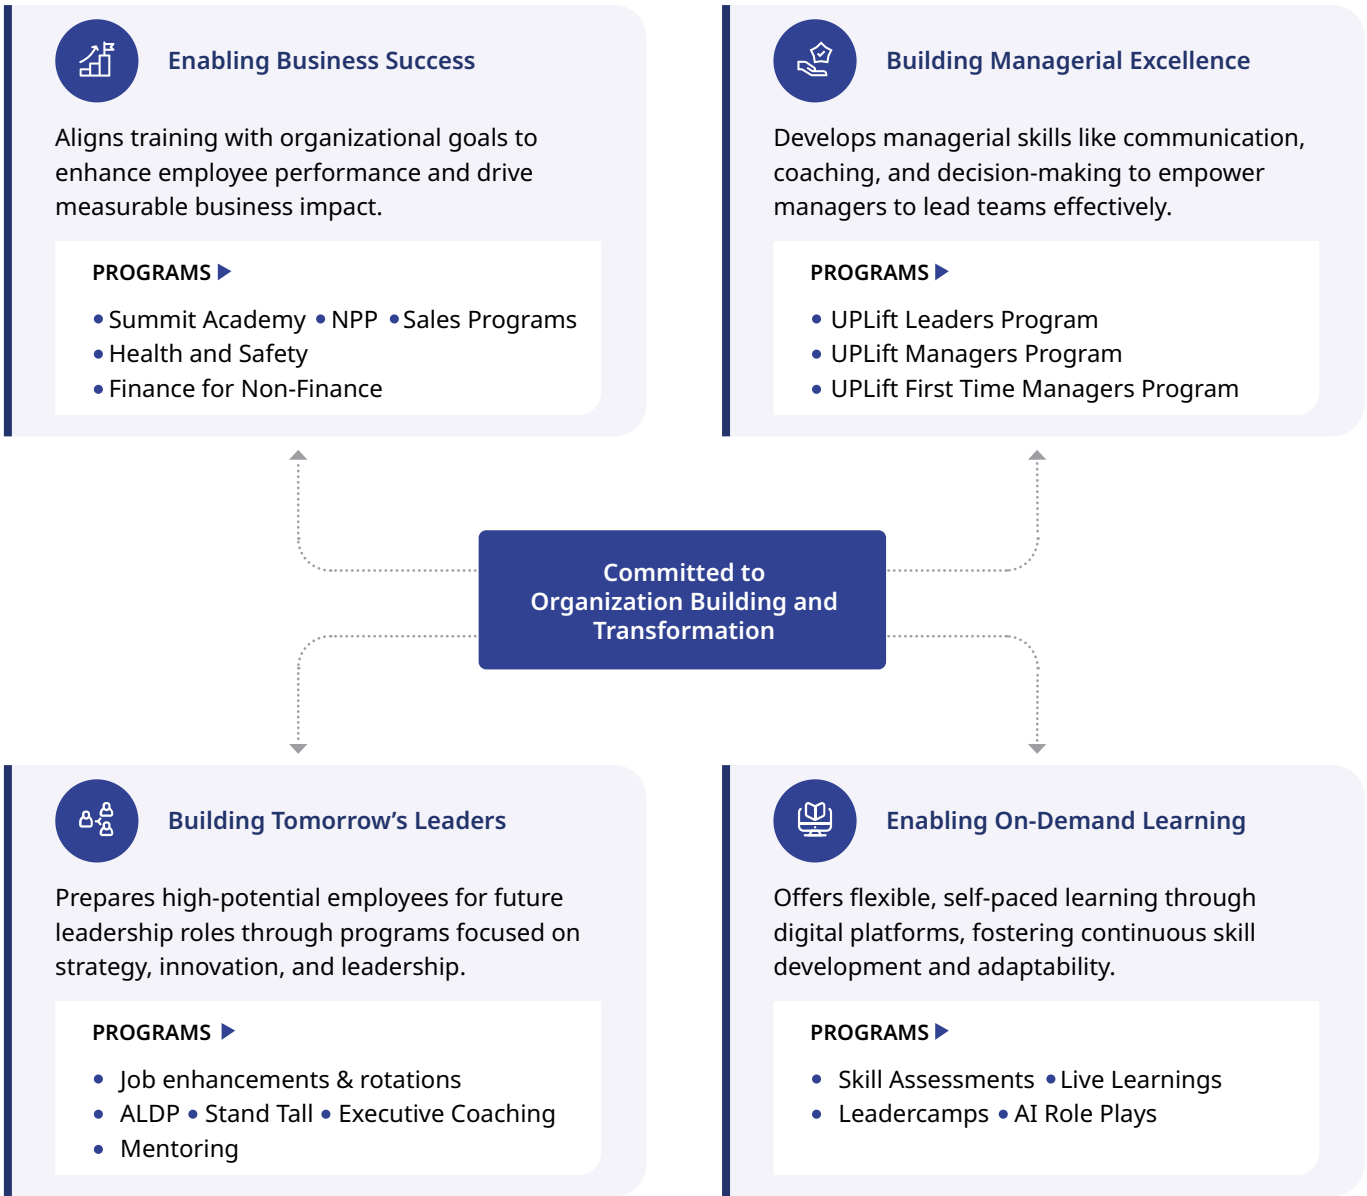 Enabling Business Success
Aligns training with organizational goals to
enhance employee performance and drive
measurable business impact.
PROGRAMS
• Summit Academy • NPP • Sales Programs
• Health and Safety
• Finance for Non-Finance
Building Managerial Excellence
Develops managerial skills like communication,
coaching, and decision-making to empower
managers to lead teams effectively.
PROGRAMS
• UPLift Leaders Program
• UPLift Managers Program
• UPLift First Time Managers Program
Committed to
Organization Building and
Transformation
Building Tomorrow’s Leaders
Prepares high-potential employees for future
leadership roles through programs focused on
strategy, innovation, and leadership.
PROGRAMS
• Job enhancements & rotations
• ALDP • Stand Tall • Executive Coaching
• Mentoring
Enabling On-Demand Learning
Offers flexible, self-paced learning through
digital platforms, fostering continuous skill
development and adaptability.
PROGRAMS
• Skill Assessments • Live Learnings
• Leadercamps • AI Role Plays